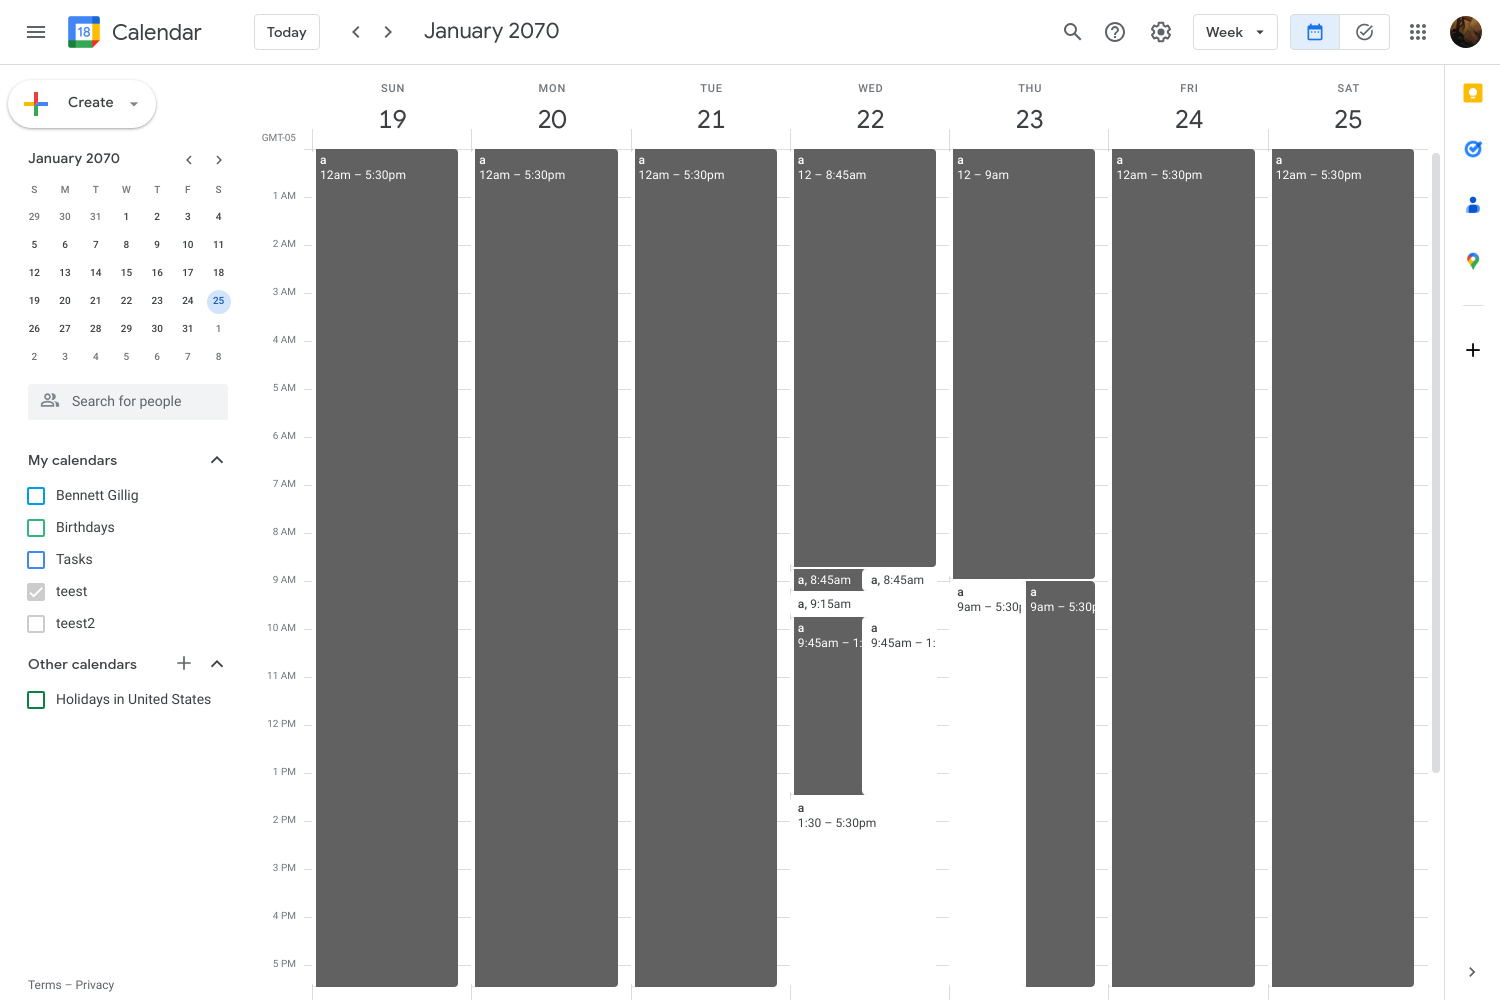 18 Calendar Today January 2070 Week
Create
January 2070
S M T W T F S
29 30 31 1 2 3 4
5 6 7 8 9 10 11
12 13 14 15 16 17 18
19 20 21 22 23 24 25
26 27 28 29 30 31 1
2 3 4 5 6 7 8
Search for people
My calendars
Bennett Gillig
Birthdays
Tasks
teest
teest2
Other calendars
Holidays in United States
Terms – Privacy
SUN MON TUE WED THU FRI SAT
19 20 21 22 23 24 25
GMT-05
1 AM
2 AM
3 AM
4 AM
5 AM
6 AM
7 AM
8 AM
9 AM
10 AM
11 AM
12 PM
1 PM
2 PM
3 PM
4 PM
5 PM
a
12am – 5:30pm
a
12am – 5:30pm
a
12am – 5:30pm
a
12 – 8:45am
a, 8:45am
a, 8:45am
a, 9:15am
a
9:45am – 1:
a
9:45am – 1:
a
1:30 – 5:30pm
a
12 – 9am
a
9am – 5:30p
a
9am – 5:30p
a
12am – 5:30pm
a
12am – 5:30pm